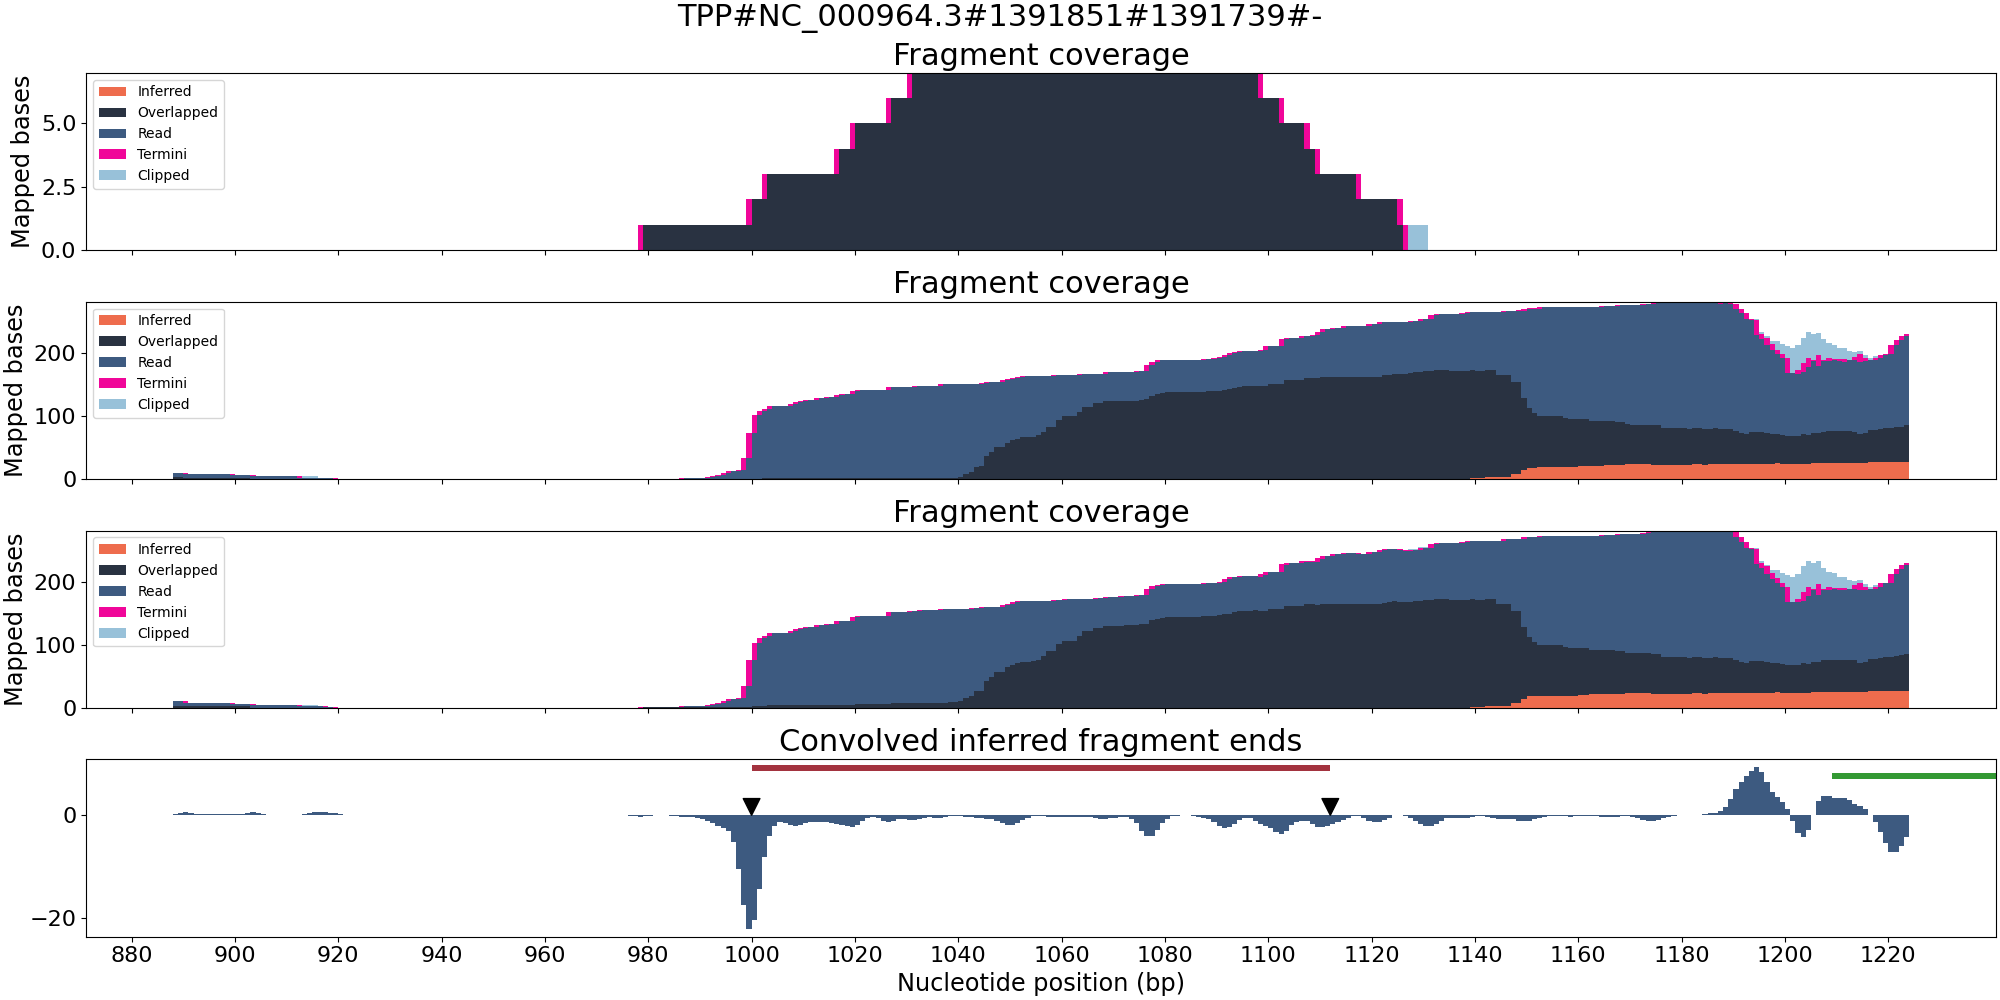 TPP#NC_000964.3#1391851#1391739#-
Fragment coverage
Mapped bases
5.0
2.5
0.0
Inferred
Overlapped
Read
Termini
Clipped
Fragment coverage
Mapped bases
200
100
0
Inferred
Overlapped
Read
Termini
Clipped
Fragment coverage
Mapped bases
200
100
0
Inferred
Overlapped
Read
Termini
Clipped
Convolved inferred fragment ends
0
−20
880 900 920 940 960 980 1000 1020 1040 1060 1080 1100 1120 1140 1160 1180 1200 1220
Nucleotide position (bp)